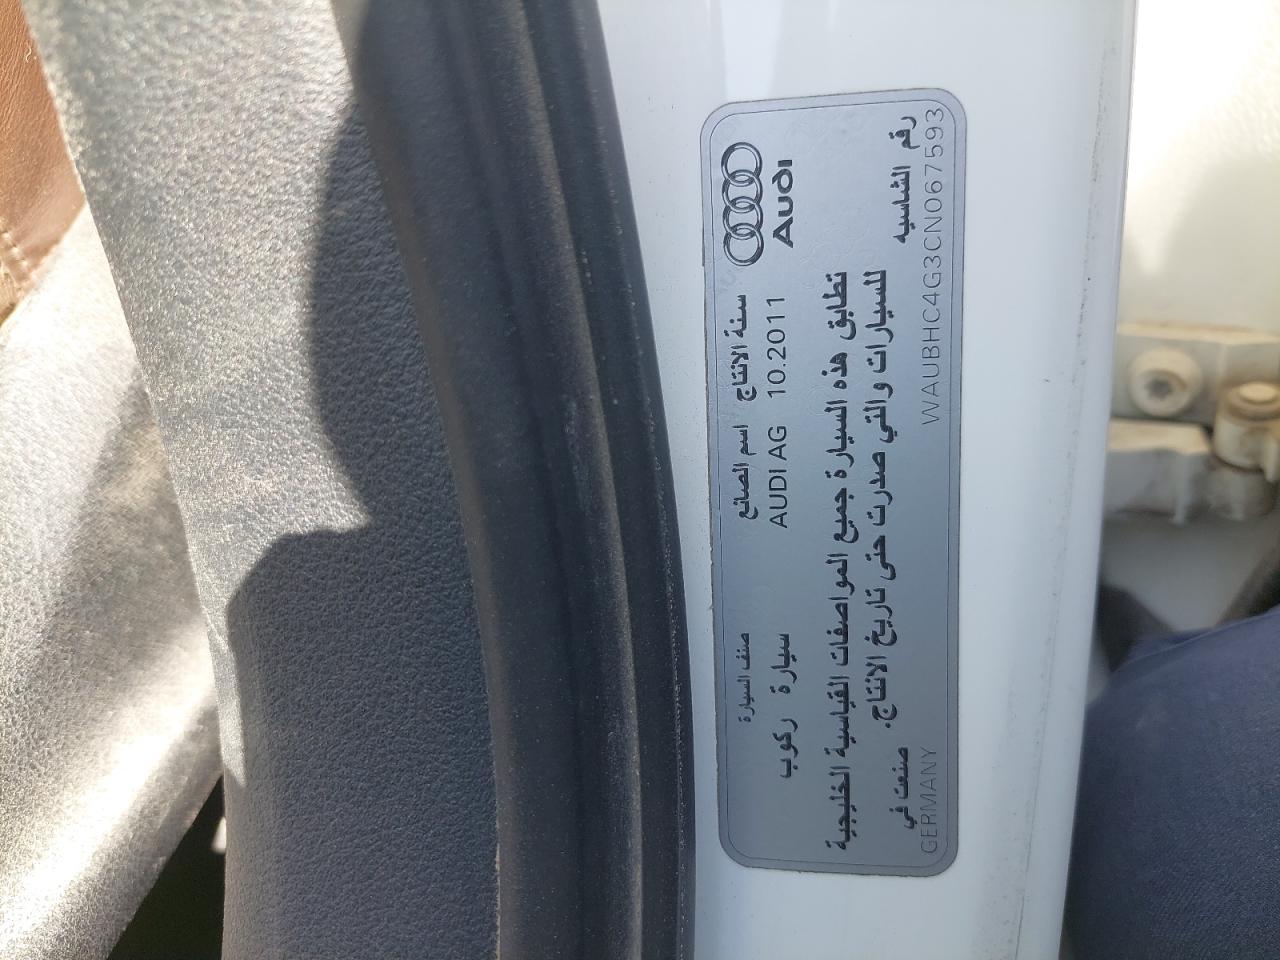 Audi
سنة الانتاج
10.2011
اسم الصانع
AUDI AG
صنف السيارة
سيارة ركوب
تطابق هذه السيارة جميع المواصفات القياسية الخليجية
للسيارات والتي صدرت حتى تاريخ الانتاج.
رقم الشاسيه
WAUBHC4G3CN067593
صنعت في
GERMANY